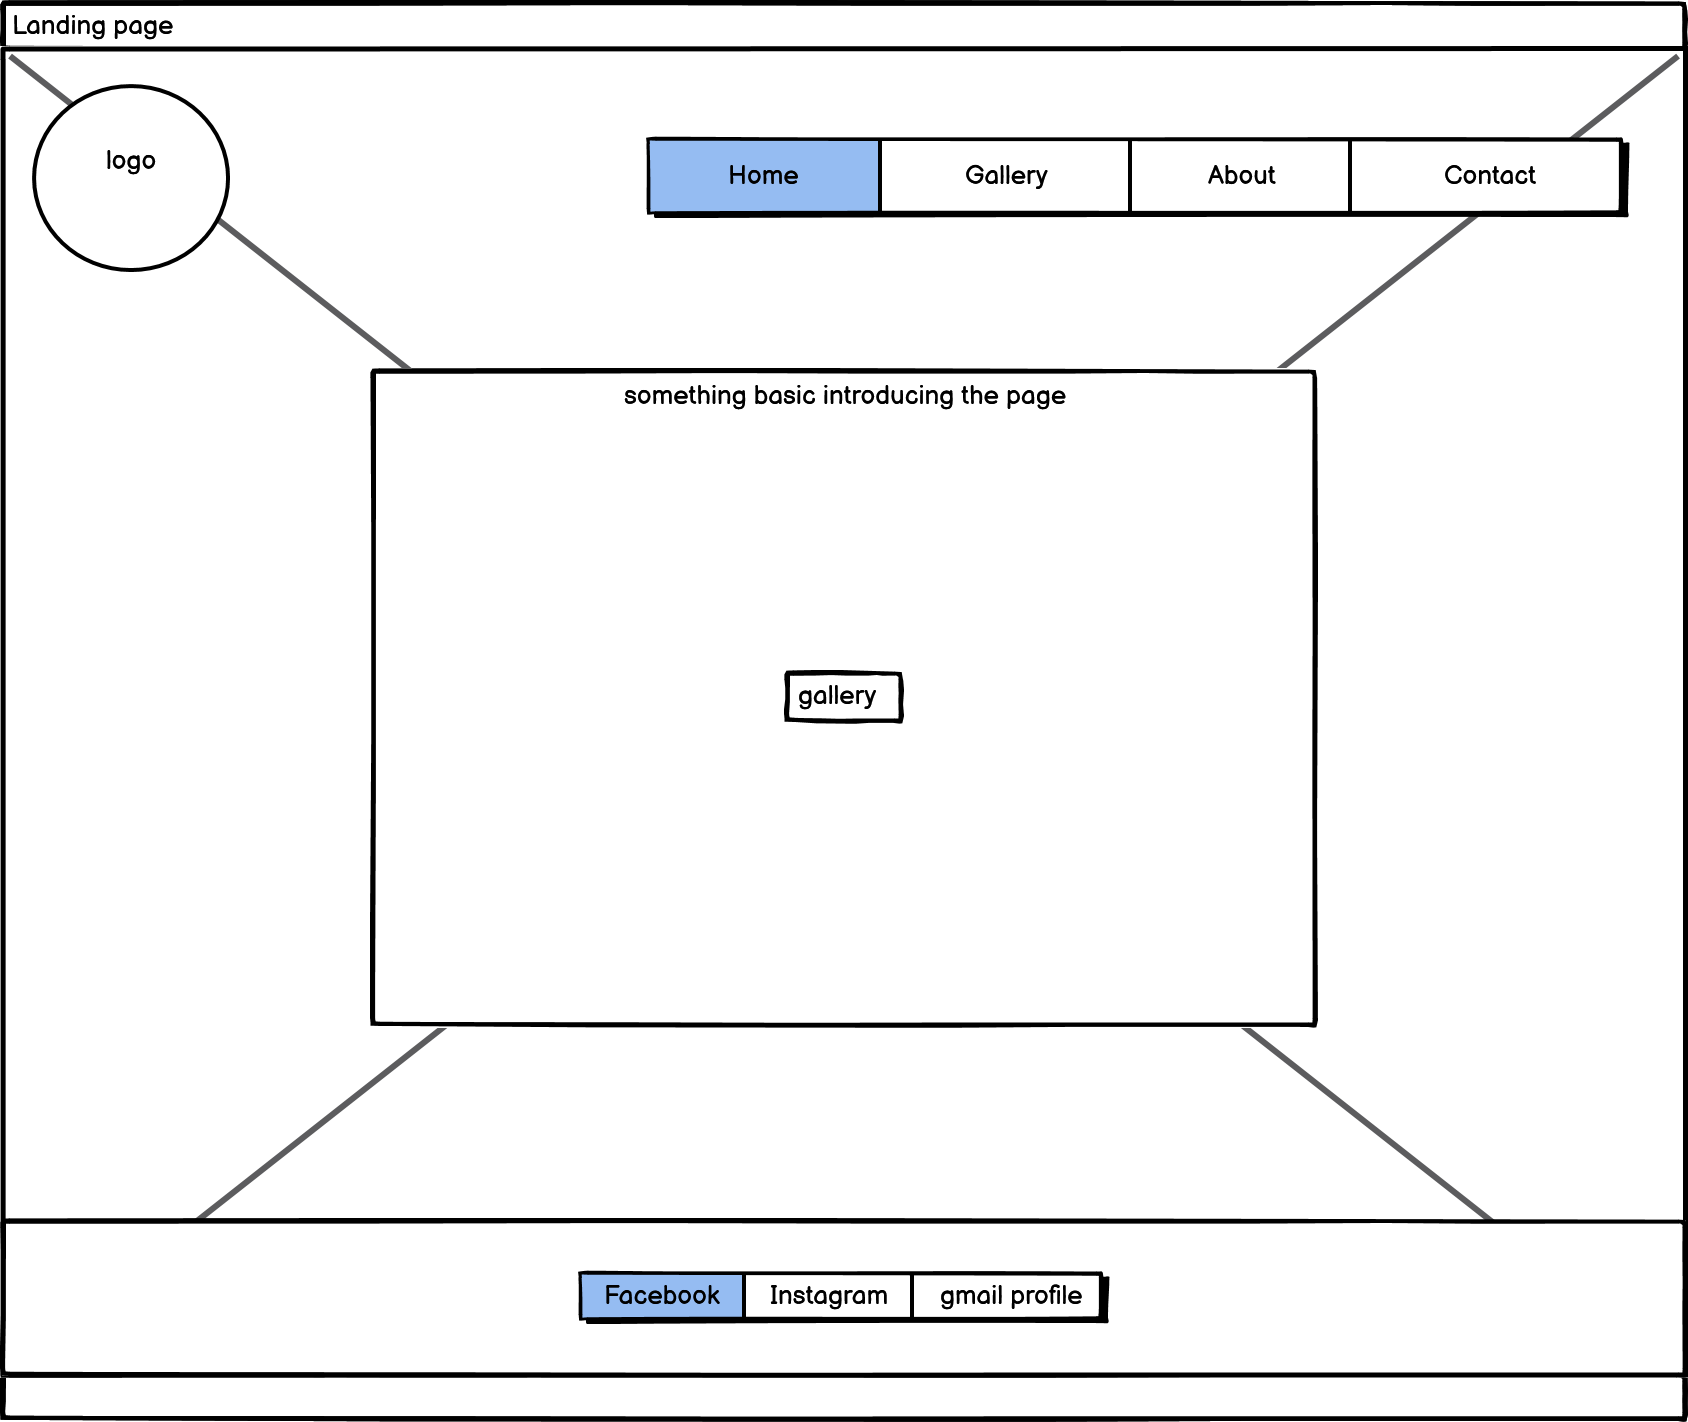 Landing page
logo
Home Gallery About Contact
something basic introducing the page
gallery
Facebook Instagram gmail profile